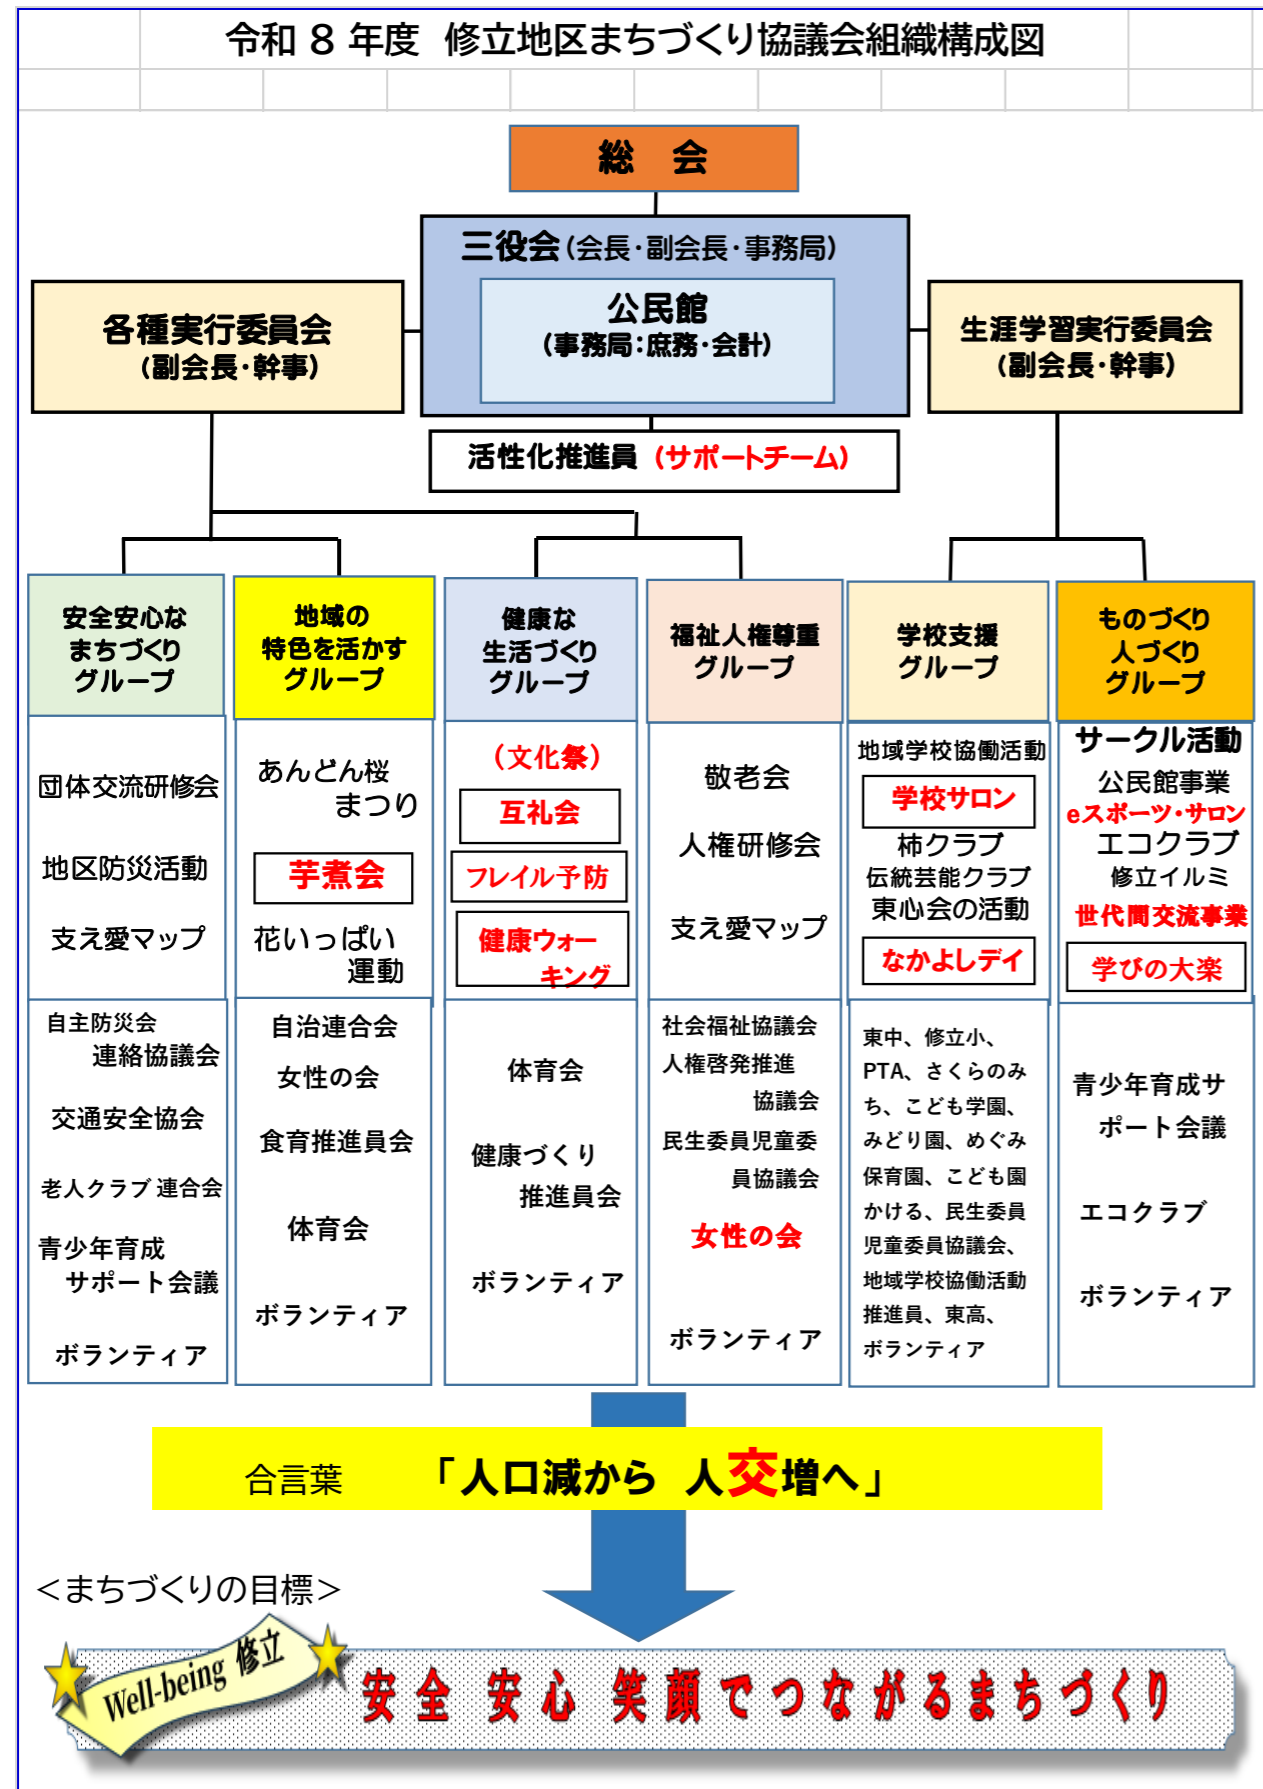 令和 8 年度 修立地区まちづくり協議会組織構成図
総 会
三役会(会長・副会長・事務局)
公民館
(事務局:庶務・会計)
各種実行委員会
(副会長・幹事)
生涯学習実行委員会
(副会長・幹事)
活性化推進員 (サポートチーム)
安全安心な
まちづくり
グループ
団体交流研修会
地区防災活動
支え愛マップ
自主防災会
連絡協議会
交通安全協会
老人クラブ連合会
青少年育成
サポート会議
ボランティア
地域の
特色を活かす
グループ
あんどん桜
まつり
芋煮会
花いっぱい
運動
自治連合会
女性の会
食育推進員会
体育会
ボランティア
健康な
生活づくり
グループ
(文化祭)
互礼会
フレイル予防
健康ウォー
キング
体育会
健康づくり
推進員会
ボランティア
福祉人権尊重
グループ
敬老会
人権研修会
支え愛マップ
社会福祉協議会
人権啓発推進
協議会
民生委員児童委
員協議会
女性の会
ボランティア
学校支援
グループ
地域学校協働活動
学校サロン
柿クラブ
伝統芸能クラブ
東心会の活動
なかよしデイ
東中、修立小、
PTA、さくらのみ
ち、こども学園、
みどり園、めぐみ
保育園、こども園
かける、民生委員
児童委員協議会、
地域学校協働活動
推進員、東高、
ボランティア
ものづくり
人づくり
グループ
サークル活動
公民館事業
eスポーツ・サロン
エコクラブ
修立イルミ
世代間交流事業
学びの大楽
青少年育成サ
ポート会議
エコクラブ
ボランティア
合言葉 「人口減から 人交増へ」
<まちづくりの目標>
Well-being 修立
安全 安心 笑顔でつながるまちづくり